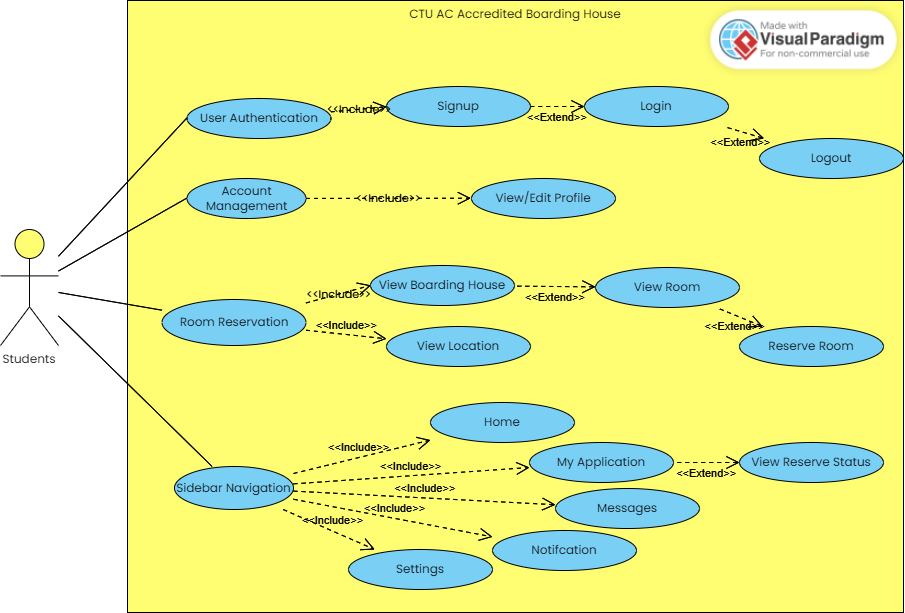 CTU AC Accredited Boarding House
Made with
VisualParadigm
For non-commercial use
User Authentication
<<Include>>
Signup
<<Extend>>
Login
<<Extend>>
Logout
Account
Management
<<Include>>
View/Edit Profile
Students
Room Reservation
<<Include>>
View Boarding House
<<Extend>>
View Room
<<Extend>>
Reserve Room
<<Include>>
View Location
Sidebar Navigation
<<Include>>
Home
<<Include>>
My Application
<<Extend>>
View Reserve Status
<<Include>>
Messages
<<Include>>
Notifcation
<<Include>>
Settings